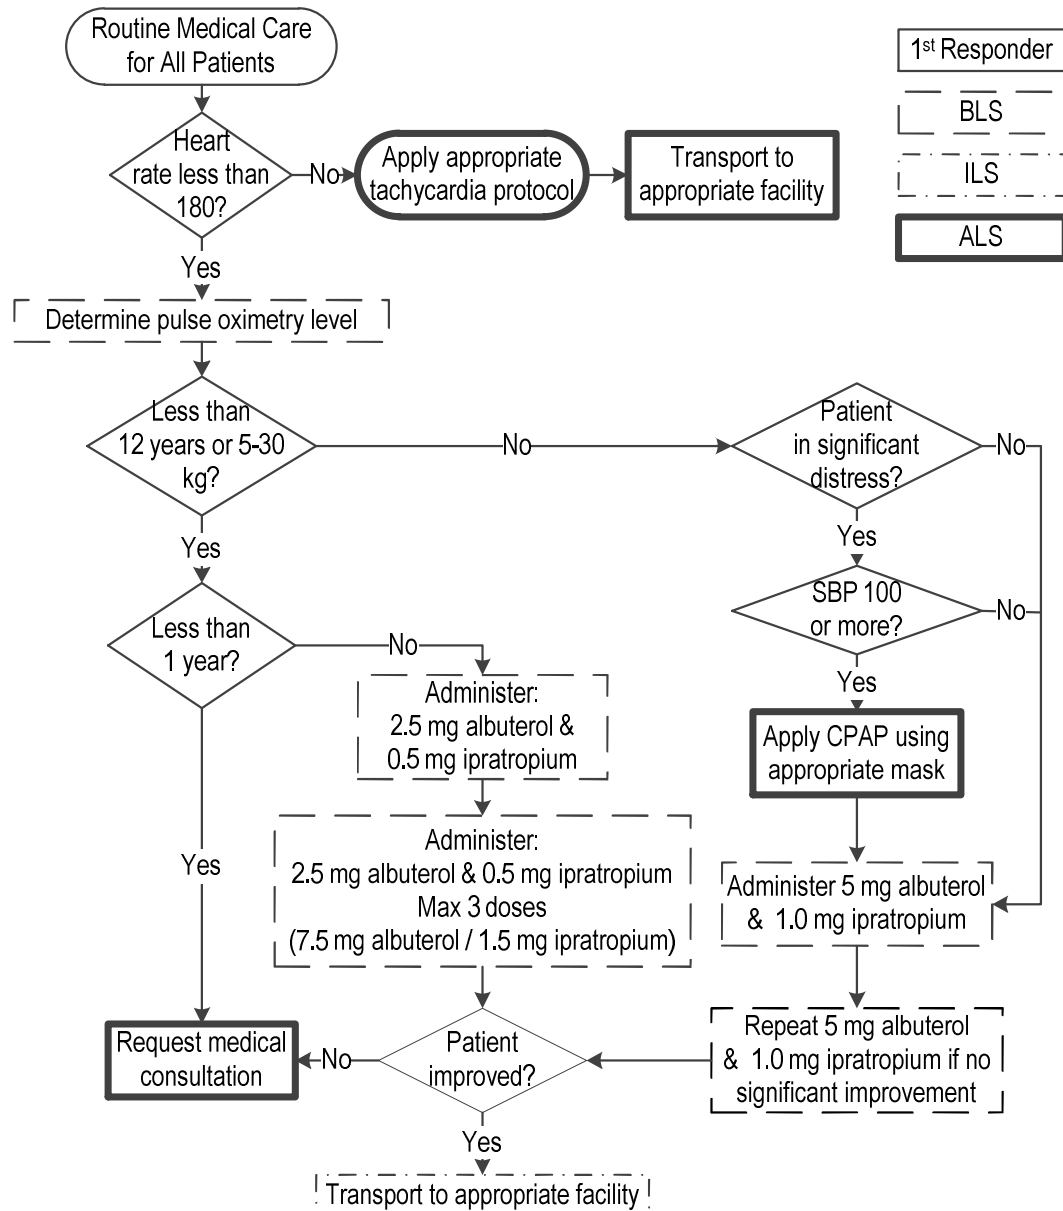 Routine Medical Care
for All Patients
1st Responder
BLS
ILS
ALS
Heart
rate less than
180?
No
Apply appropriate
tachycardia protocol
Transport to
appropriate facility
Yes
Determine pulse oximetry level
Less than
12 years or 5-30
kg?
No
Patient
in significant
distress?
No
Yes
Yes
SBP 100
or more?
No
Less than
1 year?
No
Yes
Administer:
2.5 mg albuterol &
0.5 mg ipratropium
Apply CPAP using
appropriate mask
Administer:
2.5 mg albuterol & 0.5 mg ipratropium
Max 3 doses
(7.5 mg albuterol / 1.5 mg ipratropium)
Yes
Administer 5 mg albuterol
& 1.0 mg ipratropium
Request medical
consultation
No
Patient
improved?
Repeat 5 mg albuterol
& 1.0 mg ipratropium if no
significant improvement
Yes
Transport to appropriate facility